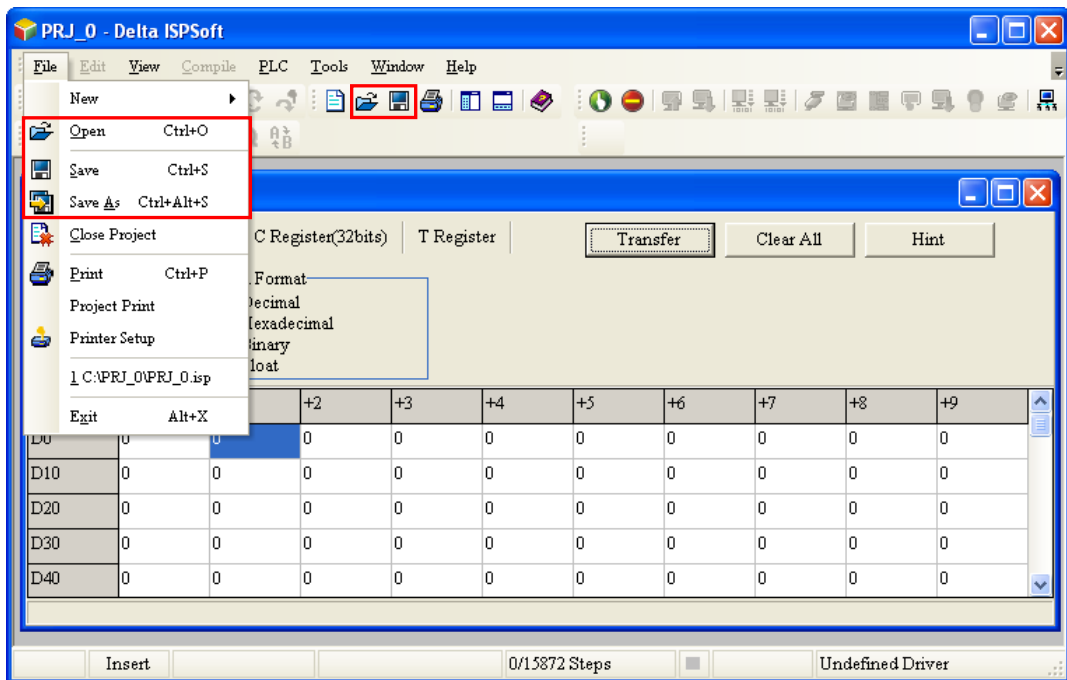 PRJ_0 - Delta ISPSoft
File Edit View Compile PLC Tools Window Help
New
Open Ctrl+O
Save Ctrl+S
Save As Ctrl+Alt+S
Close Project
Print Ctrl+P
Project Print
Printer Setup
1 C:\PRJ_0\PRJ_0.isp
Exit Alt+X
C Register(32bits) T Register Transfer Clear All Hint
Format
Decimal
Hexadecimal
Binary
Float
+2 +3 +4 +5 +6 +7 +8 +9
D0 0 0 0 0 0 0 0 0 0 0
D10 0 0 0 0 0 0 0 0 0 0
D20 0 0 0 0 0 0 0 0 0 0
D30 0 0 0 0 0 0 0 0 0 0
D40 0 0 0 0 0 0 0 0 0 0
Insert 0/15872 Steps Undefined Driver